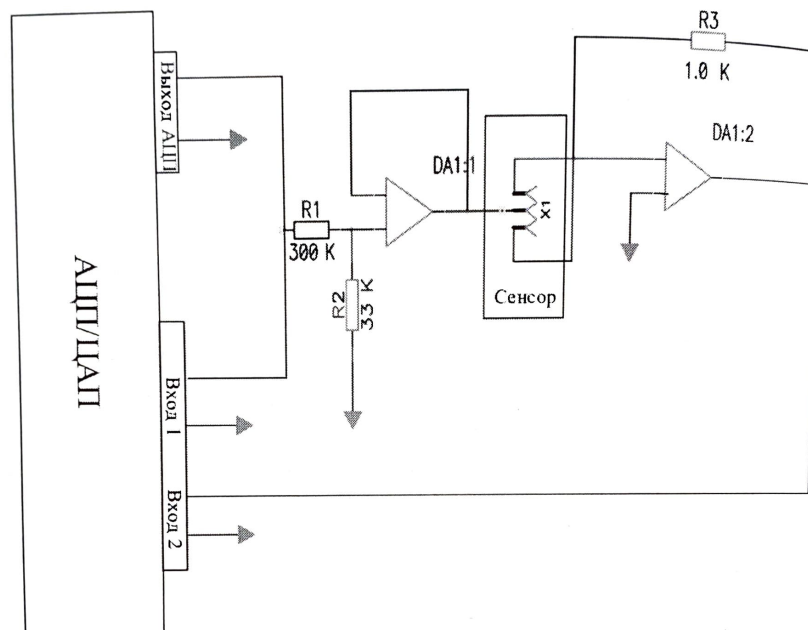 R3
1.0 K
Выход АЦП
DA1:1
DA1:2
R1
300 K
X1
R2
33 K
Сенсор
АЦП/ЦАП
Вход 1
Вход 2